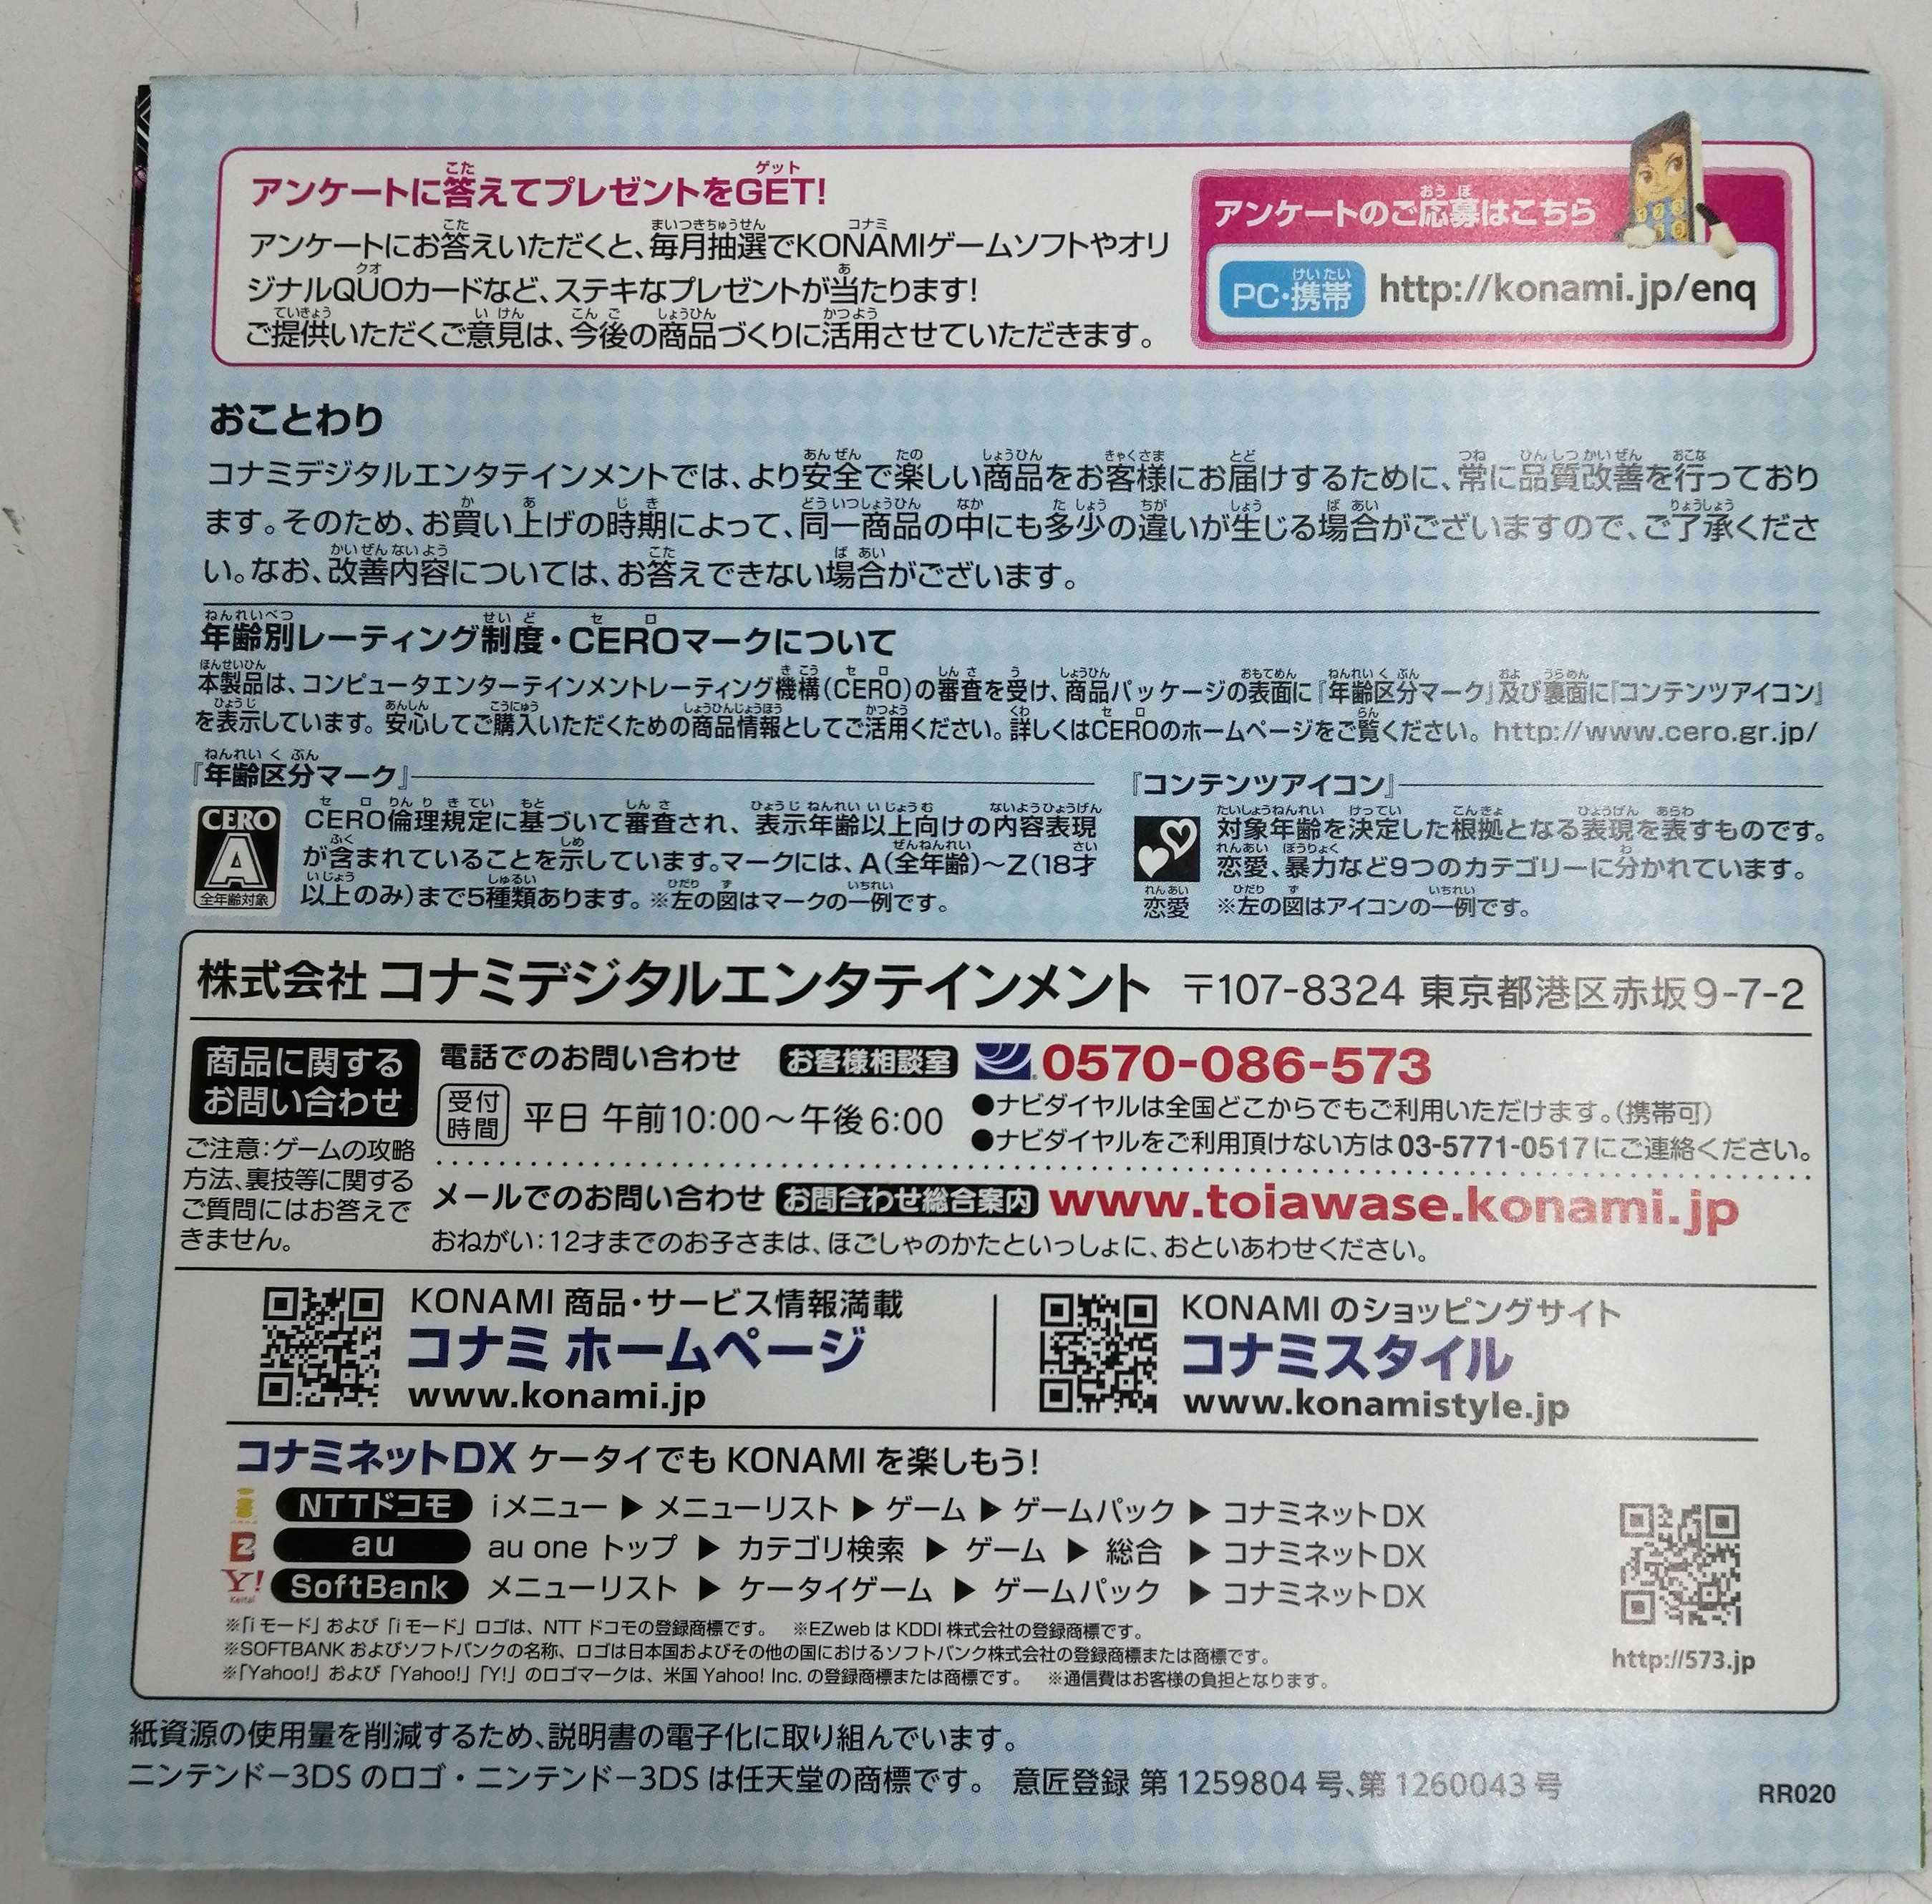 アンケートに答えてプレゼントをGET!
アンケートにお答えいただくと、毎月抽選でKONAMIゲームソフトやオリ
ジナルQUOカードなど、ステキなプレゼントが当たります!
ご提供いただくご意見は、今後の商品づくりに活用させていただきます。
アンケートのご応募はこちら
PC・携帯 http://konami.jp/enq
おことわり
コナミデジタルエンタテインメントでは、より安全で楽しい商品をお客様にお届けするために、常に品質改善を行っており
ます。そのため、お買い上げの時期によって、同一商品の中にも多少の違いが生じる場合がございますので、ご了承くださ
い。なお、改善内容については、お答えできない場合がございます。
年齢別レーティング制度・CEROマークについて
本製品は、コンピュータエンターテインメントレーティング機構(CERO)の審査を受け、商品パッケージの表面に『年齢区分マーク』及び裏面に『コンテンツアイコン』
を表示しています。安心してご購入いただくための商品情報としてご活用ください。詳しくはCEROのホームページをご覧ください。http://www.cero.gr.jp/
『年齢区分マーク』
CERO
A
全年齢対象
CERO倫理規定に基づいて審査され、表示年齢以上向けの内容表現
が含まれていることを示しています。マークには、A(全年齢)～Z(18才
以上のみ)まで5種類あります。※左の図はマークの一例です。
『コンテンツアイコン』
恋愛
対象年齢を決定した根拠となる表現を表すものです。
恋愛、暴力など9つのカテゴリーに分かれています。
※左の図はアイコンの一例です。
株式会社 コナミデジタルエンタテインメント 〒107-8324 東京都港区赤坂9-7-2
商品に関する
お問い合わせ
ご注意:ゲームの攻略
方法、裏技等に関する
ご質問にはお答えで
きません。
電話でのお問い合わせ お客様相談室 0570-086-573
受付
時間
平日 午前10:00～午後6:00
●ナビダイヤルは全国どこからでもご利用いただけます。(携帯可)
●ナビダイヤルをご利用頂けない方は03-5771-0517にご連絡ください。
メールでのお問い合わせ お問合わせ総合案内 www.toiawase.konami.jp
おねがい:12才までのお子さまは、ほごしゃのかたといっしょに、おといあわせください。
KONAMI 商品・サービス情報満載
コナミ ホームページ
www.konami.jp
KONAMI のショッピングサイト
コナミスタイル
www.konamistyle.jp
コナミネットDX ケータイでも KONAMI を楽しもう!
NTTドコモ iメニュー ▶ メニューリスト ▶ ゲーム ▶ ゲームパック ▶ コナミネット DX
au au one トップ ▶ カテゴリ検索 ▶ ゲーム ▶ 総合 ▶ コナミネット DX
Y! SoftBank メニューリスト ▶ ケータイゲーム ▶ ゲームパック ▶ コナミネット DX
※「i モード」および「i モード」ロゴは、NTT ドコモの登録商標です。 ※EZweb は KDDI 株式会社の登録商標です。
※SOFTBANK およびソフトバンクの名称、ロゴは日本国およびその他の国におけるソフトバンク株式会社の登録商標または商標です。
※「Yahoo!」および「Yahoo!」「Y!」のロゴマークは、米国 Yahoo! Inc. の登録商標または商標です。 ※通信費はお客様の負担となります。
http://573.jp
紙資源の使用量を削減するため、説明書の電子化に取り組んでいます。
ニンテンドー3DS のロゴ・ニンテンドー3DS は任天堂の商標です。 意匠登録 第 1259804 号、第 1260043 号
RR020